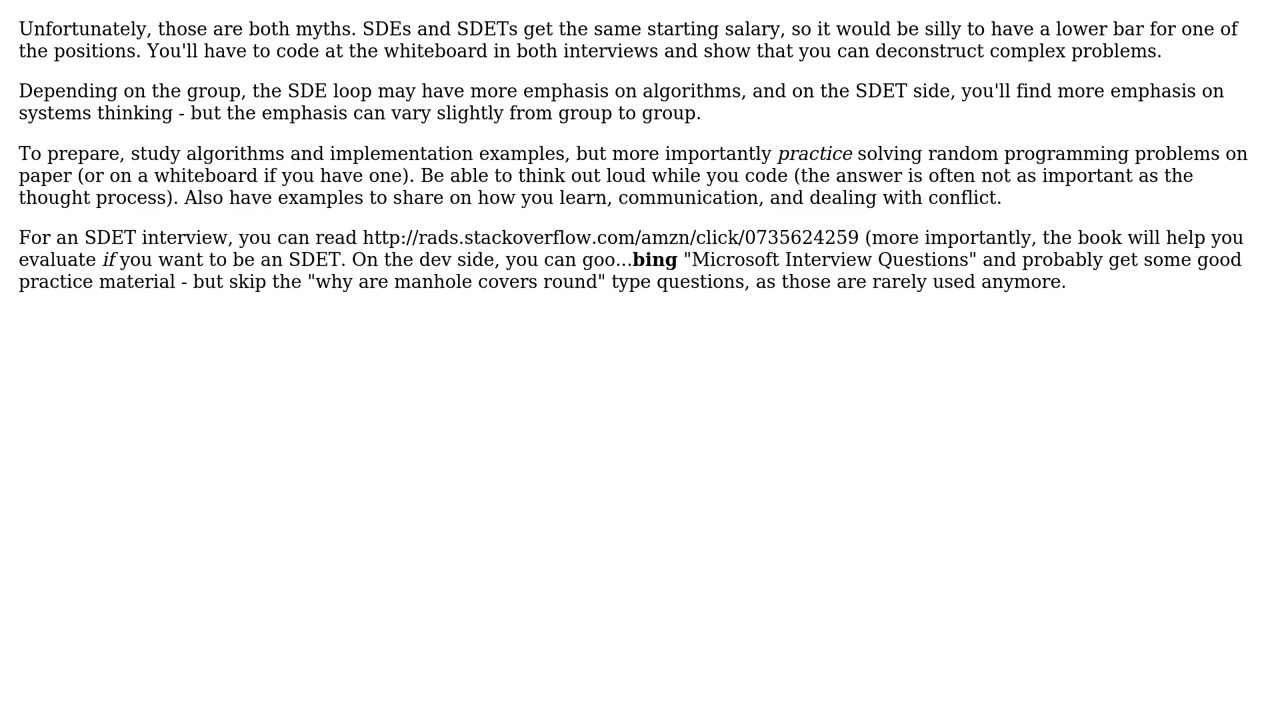 Unfortunately, those are both myths. SDEs and SDETs get the same starting salary, so it would be silly to have a lower bar for one of
the positions. You'll have to code at the whiteboard in both interviews and show that you can deconstruct complex problems.
Depending on the group, the SDE loop may have more emphasis on algorithms, and on the SDET side, you'll find more emphasis on
systems thinking - but the emphasis can vary slightly from group to group.
To prepare, study algorithms and implementation examples, but more importantly practice solving random programming problems on
paper (or on a whiteboard if you have one). Be able to think out loud while you code (the answer is often not as important as the
thought process). Also have examples to share on how you learn, communication, and dealing with conflict.
For an SDET interview, you can read http://rads.stackoverflow.com/amzn/click/0735624259 (more importantly, the book will help you
evaluate if you want to be an SDET. On the dev side, you can goo...bing "Microsoft Interview Questions" and probably get some good
practice material - but skip the "why are manhole covers round" type questions, as those are rarely used anymore.